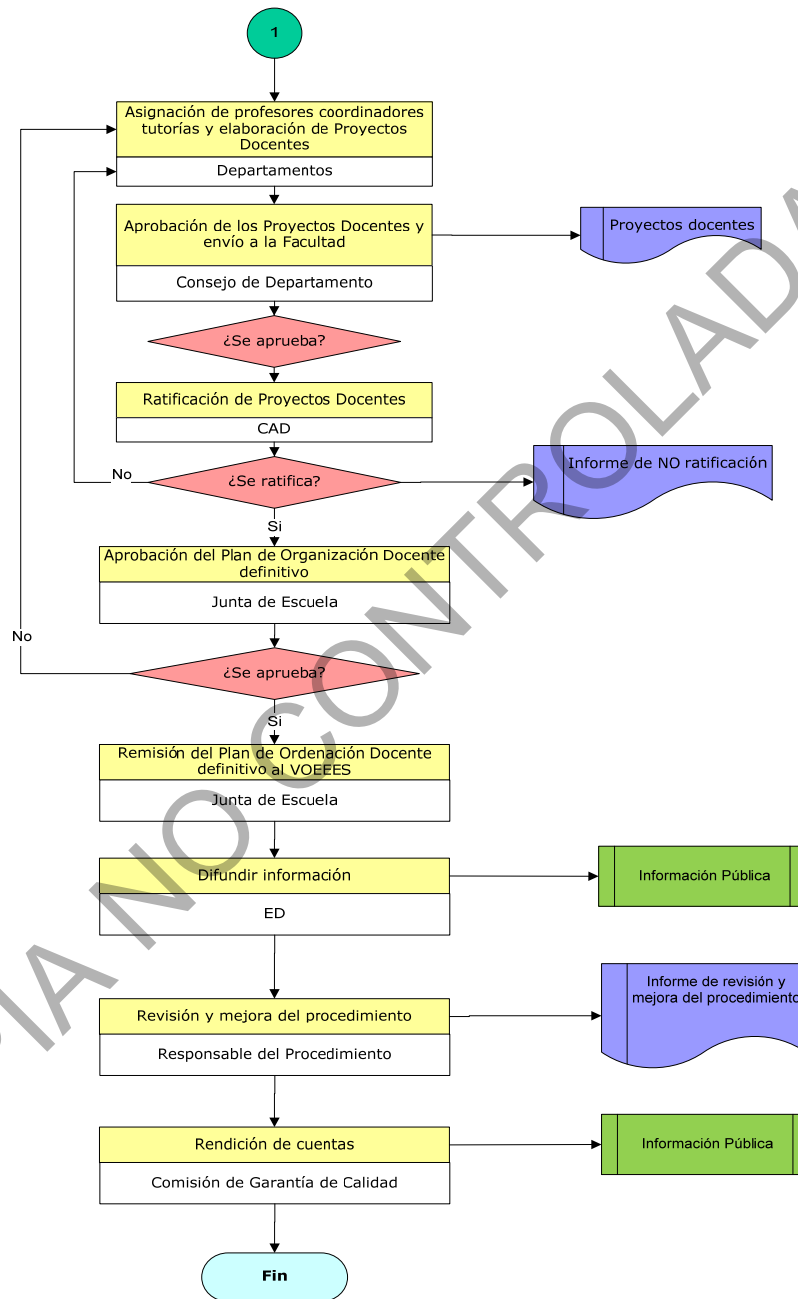 1
Asignación de profesores coordinadores
tutorías y elaboración de Proyectos
Docentes
Departamentos
Aprobación de los Proyectos Docentes y
envío a la Facultad
Proyectos docentes
Consejo de Departamento
¿Se aprueba?
Ratificación de Proyectos Docentes
CAD
No
¿Se ratifica?
Informe de NO ratificación
Si
Aprobación del Plan de Organización Docente
definitivo
Junta de Escuela
No
¿Se aprueba?
Si
Remisión del Plan de Ordenación Docente
definitivo al VOEEES
Junta de Escuela
Difundir información
Información Pública
ED
Revisión y mejora del procedimiento
Informe de revisión y
mejora del procedimiento
Responsable del Procedimiento
Rendición de cuentas
Información Pública
Comisión de Garantía de Calidad
Fin
PIA NO CONTROLADA